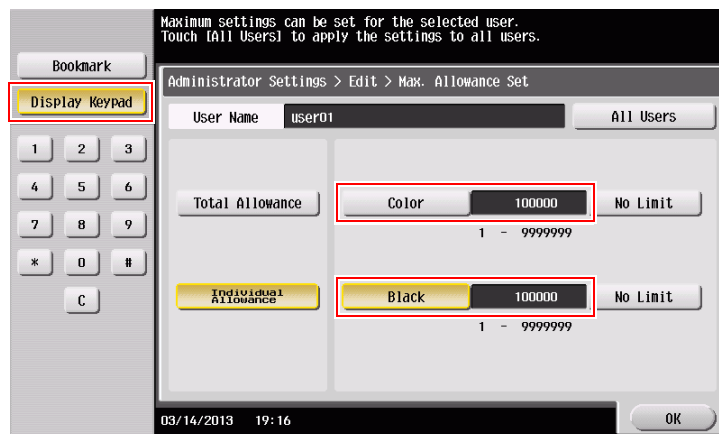 Maximum settings can be set for the selected user.
Touch [All Users] to apply the settings to all users.
Bookmark
Display Keypad
1 2 3
4 5 6
7 8 9
* 0 #
C
Administrator Settings > Edit > Max. Allowance Set
User Name user01 All Users
Total Allowance Color 100000 No Limit
1 - 9999999
Individual
Allowance
Black 100000 No Limit
1 - 9999999
03/14/2013 19:16
OK